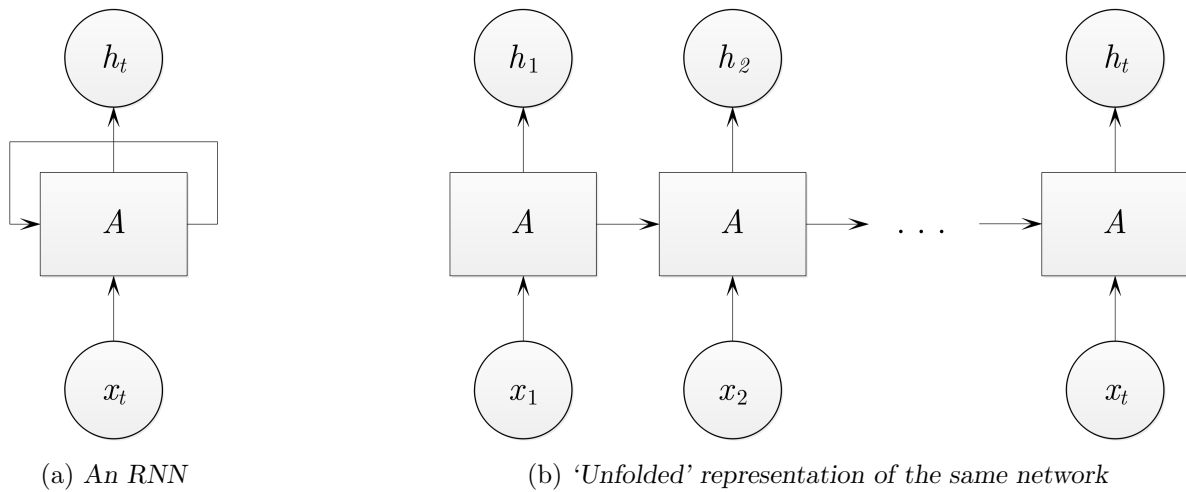 h_t h_1 h_2 h_t
A A A . . . A
x_t x_1 x_2 x_t
(a) An RNN
(b) ‘Unfolded’ representation of the same network